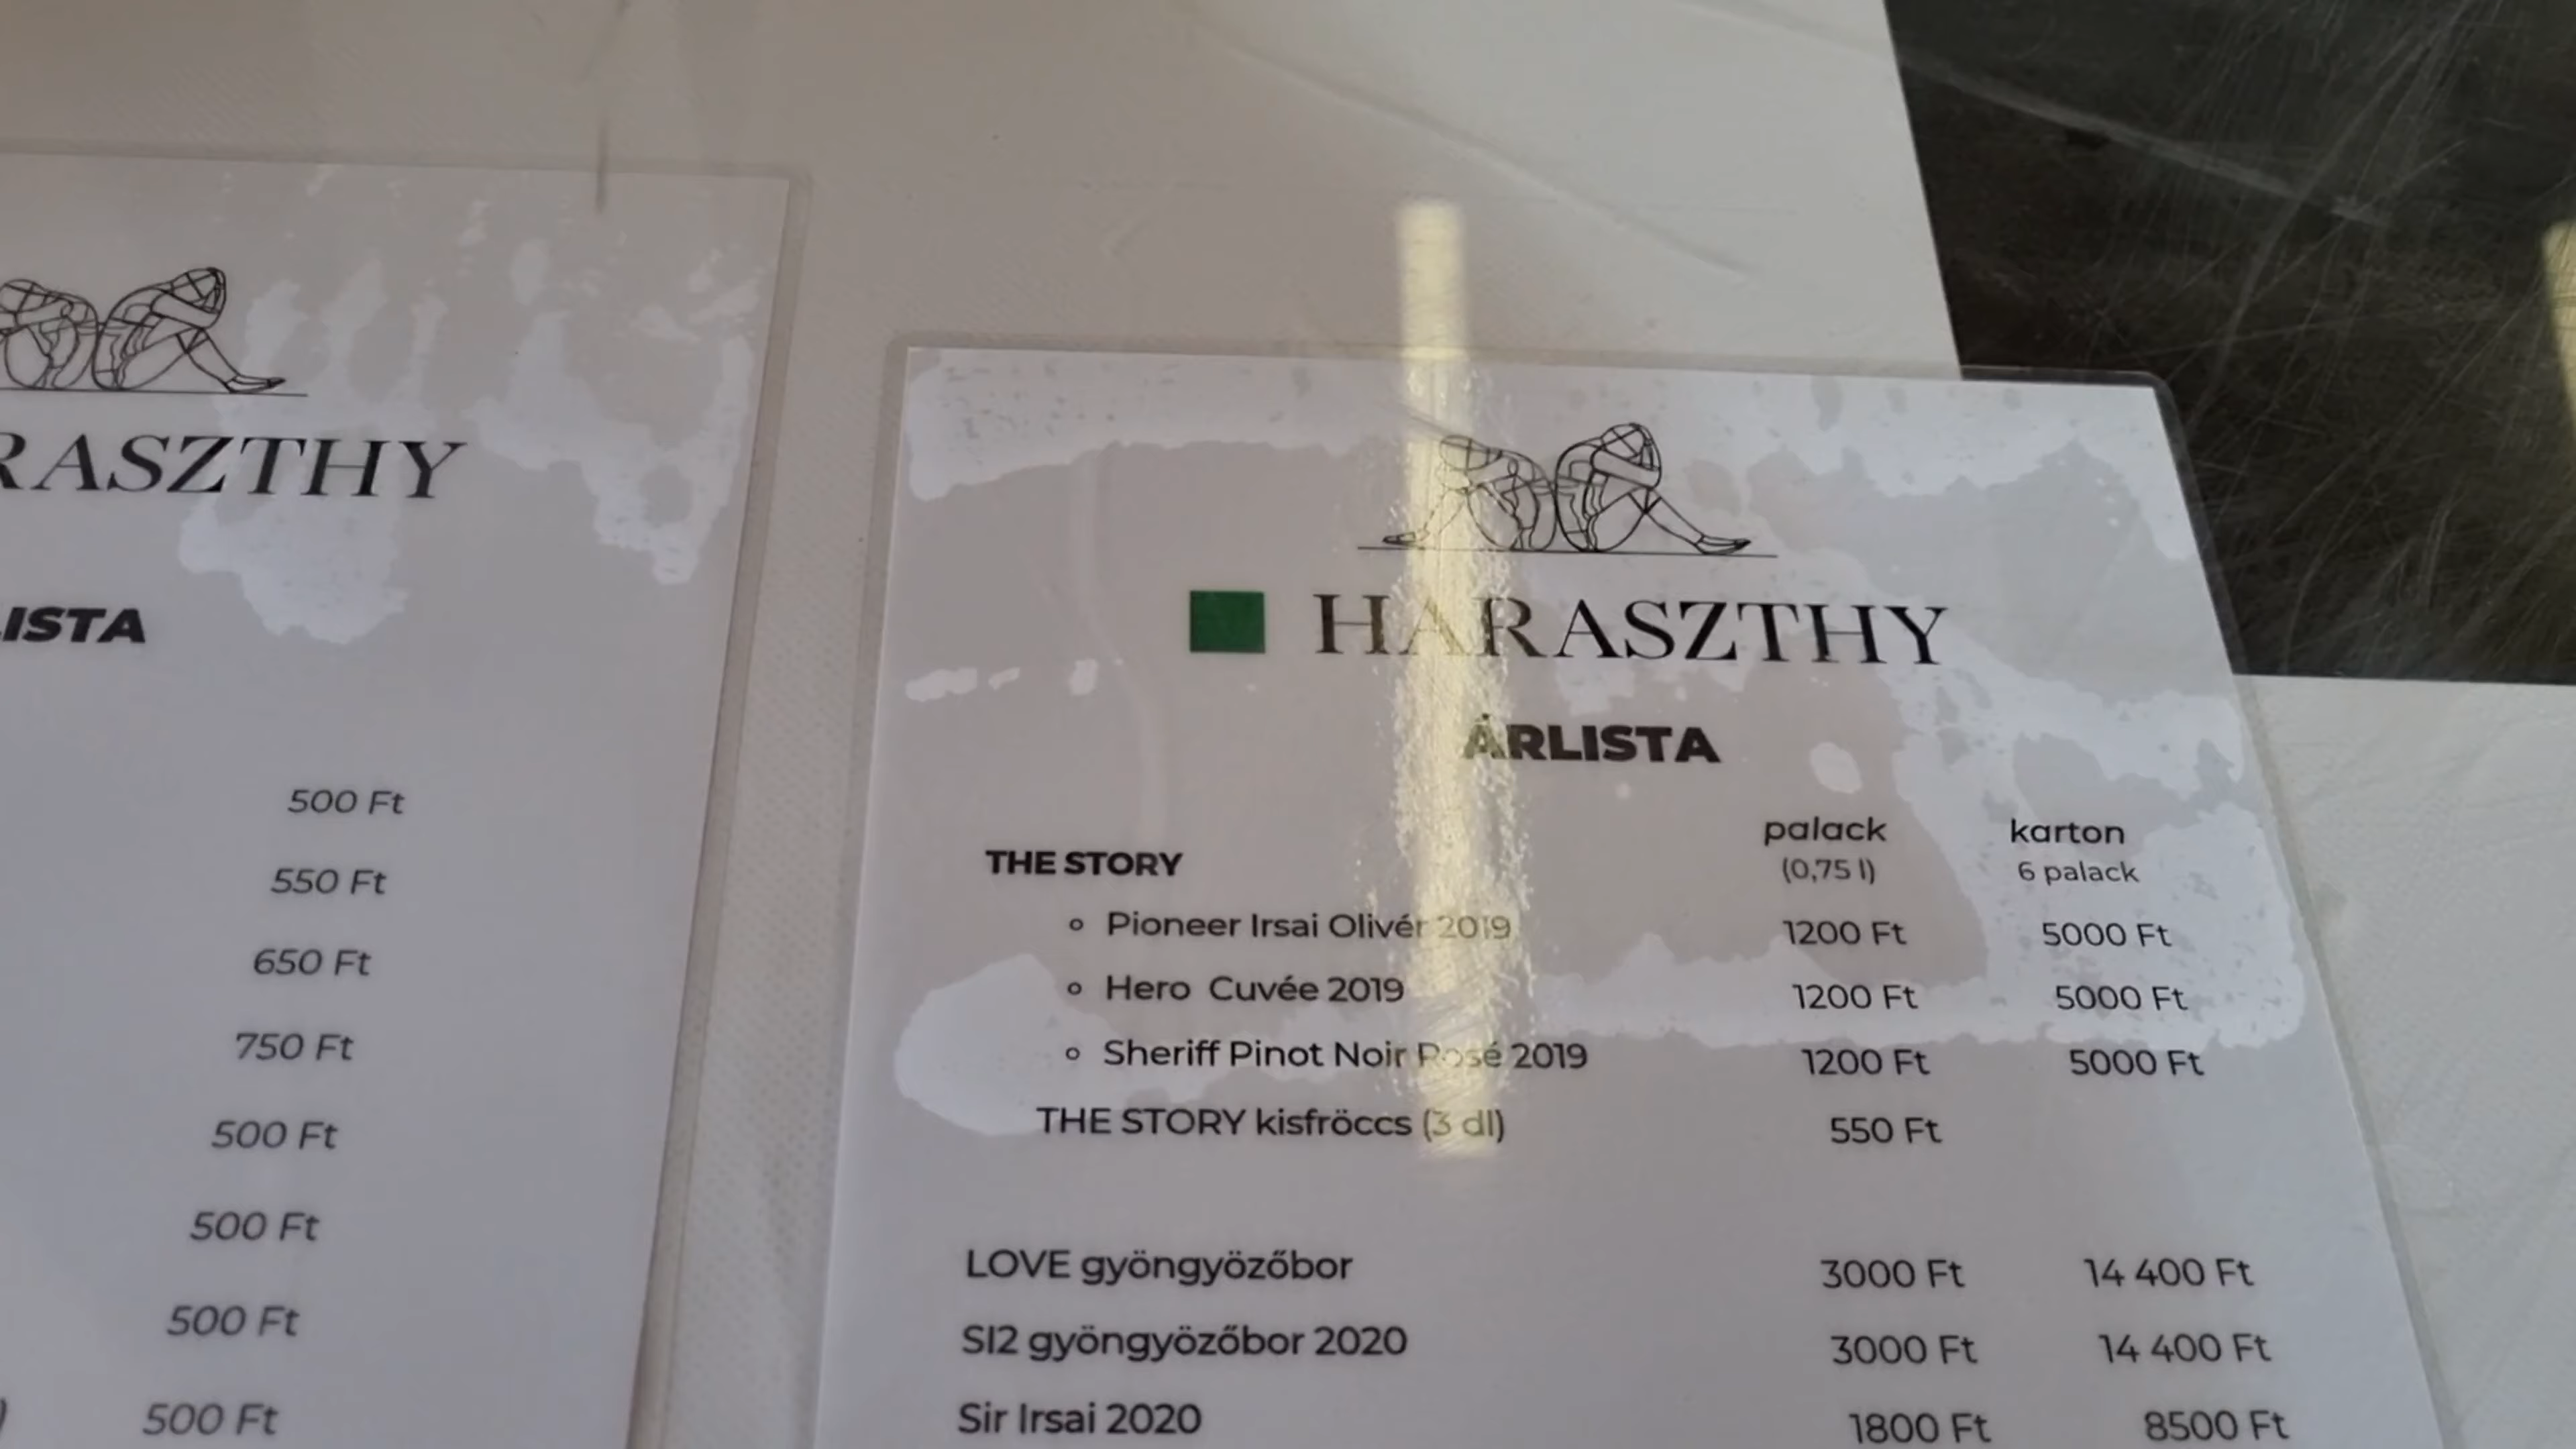 RASZTHY
LISTA
500 Ft
550 Ft
650 Ft
750 Ft
500 Ft
500 Ft
500 Ft
500 Ft
HARASZTHY
ÁRLISTA
palack karton
THE STORY (0,75 l) 6 palack
Pioneer Irsai Olivér 2019 1200 Ft 5000 Ft
Hero Cuvée 2019 1200 Ft 5000 Ft
Sheriff Pinot Noir Rosé 2019 1200 Ft 5000 Ft
THE STORY kisfröccs (3 dl) 550 Ft
LOVE gyöngyözőbor 3000 Ft 14 400 Ft
SI2 gyöngyözőbor 2020 3000 Ft 14 400 Ft
Sir Irsai 2020 1800 Ft 8500 Ft